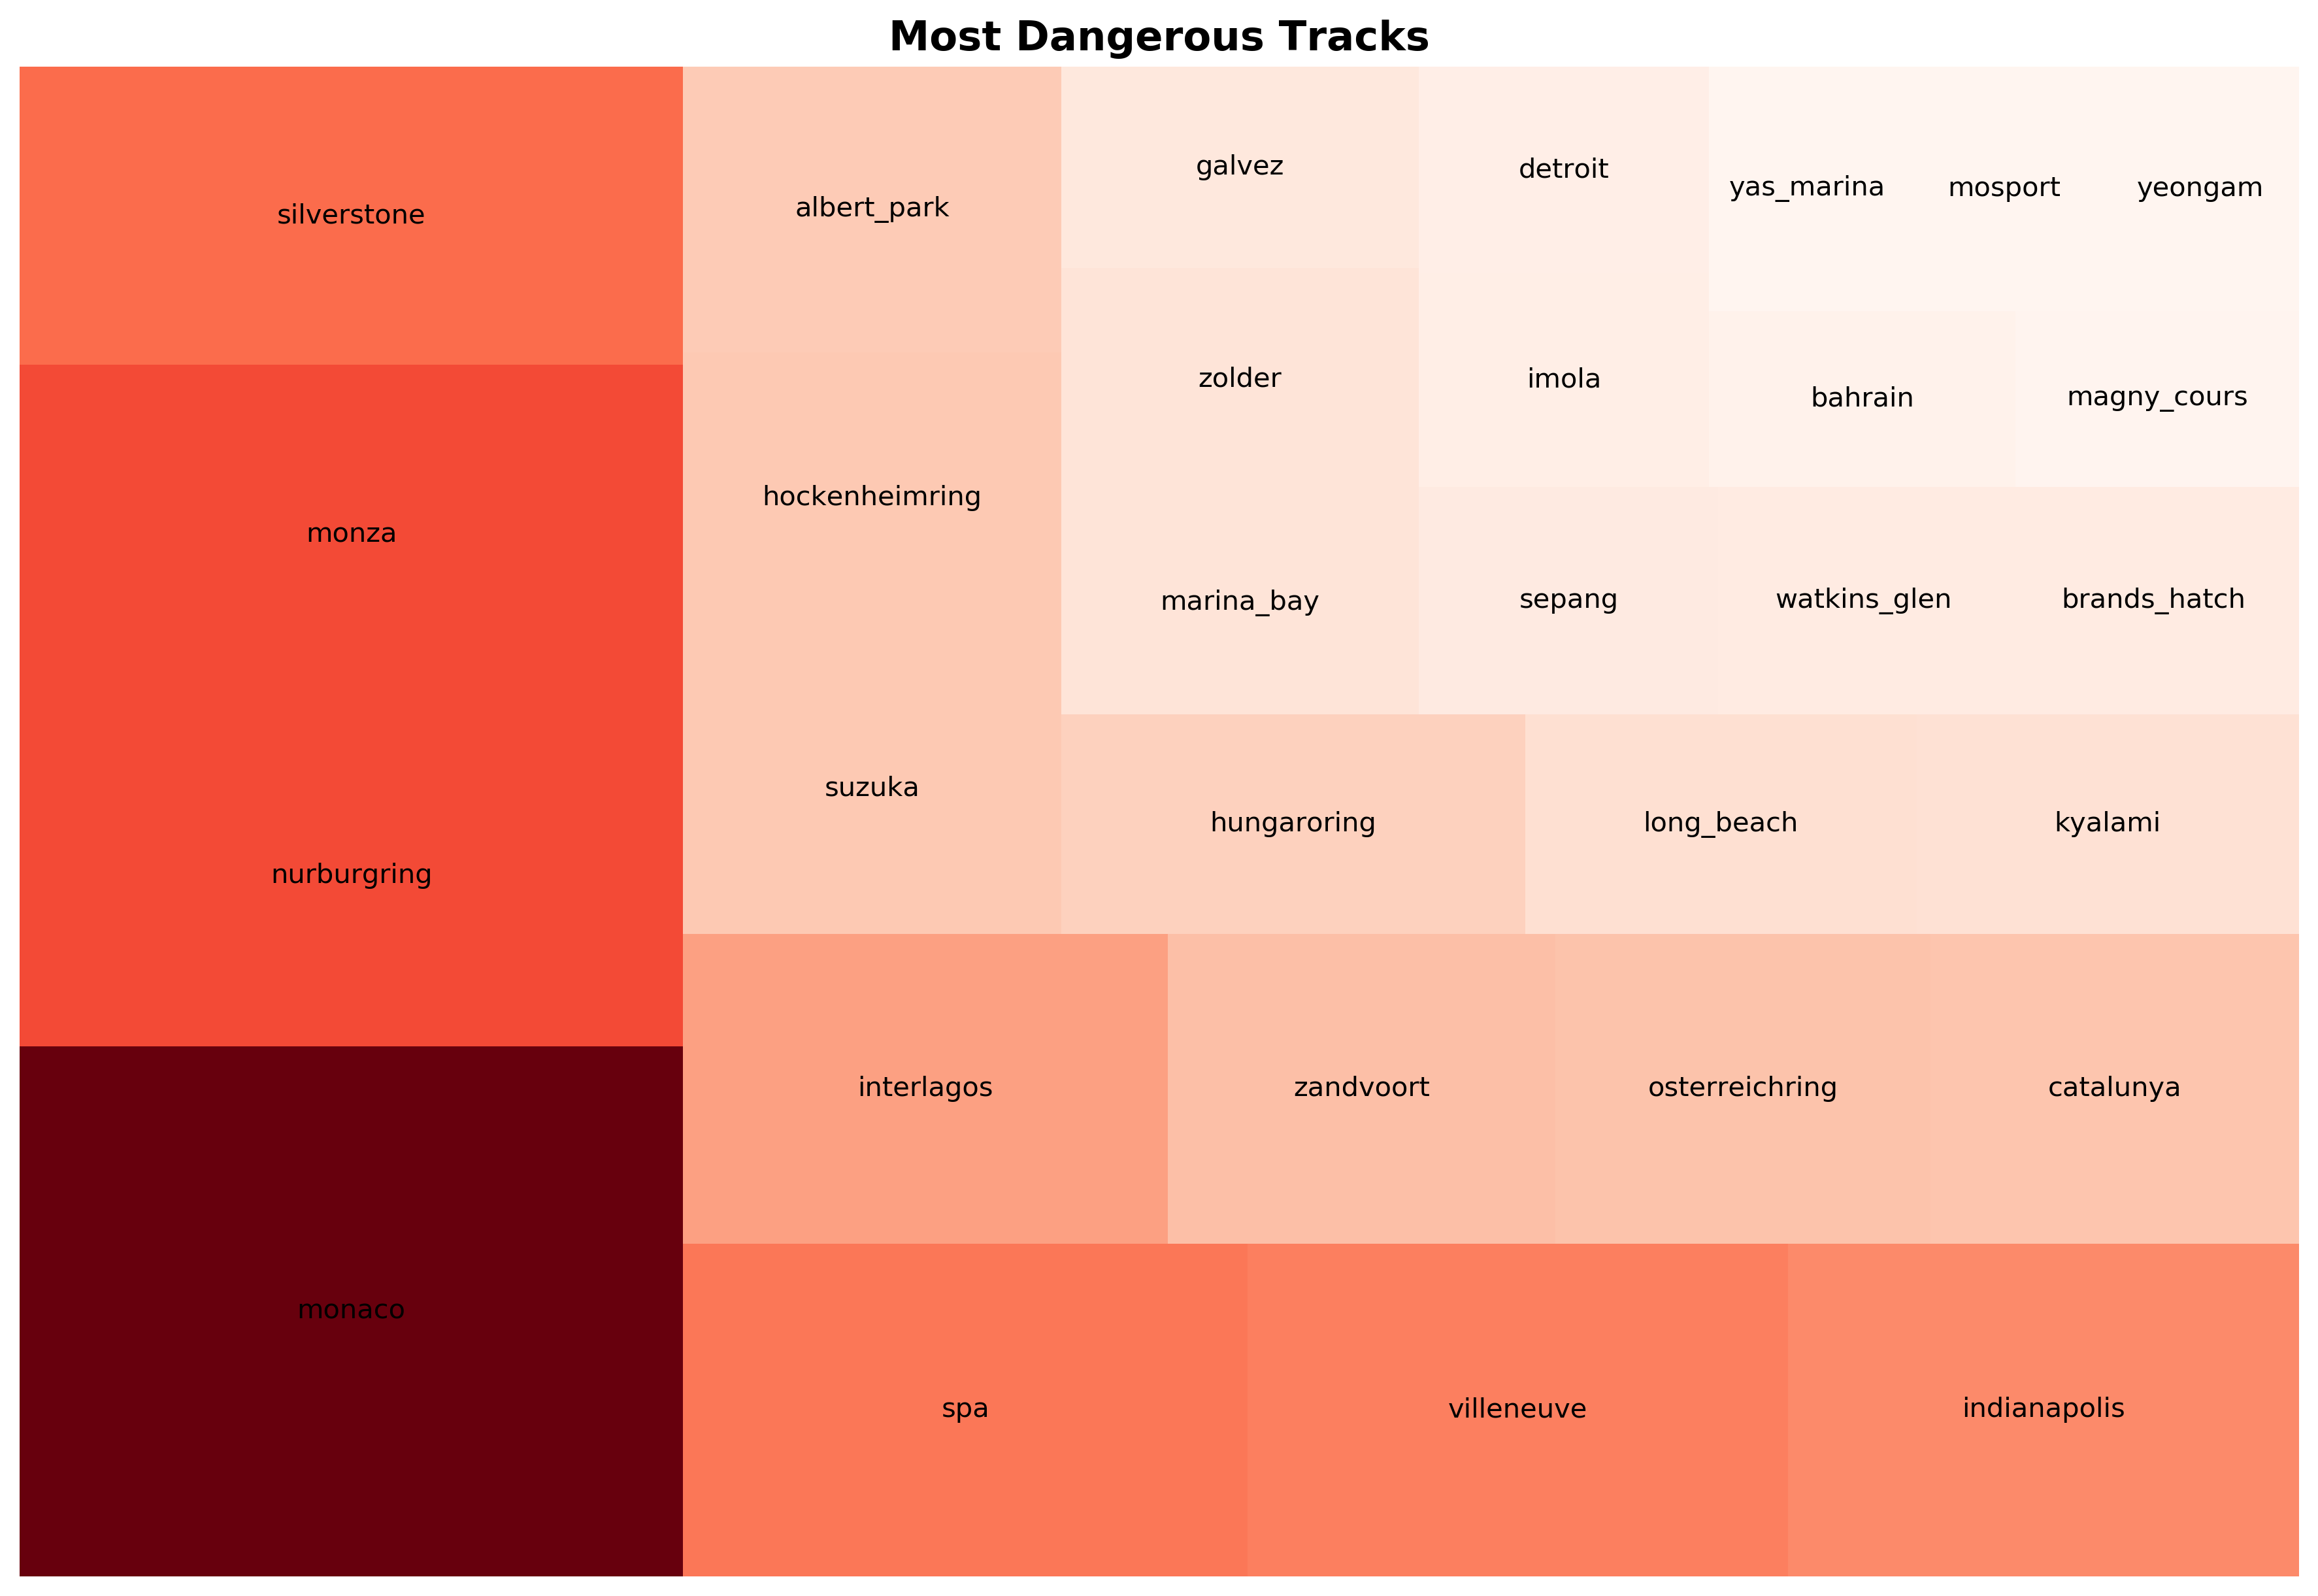 Most Dangerous Tracks
silverstone
albert_park
galvez
detroit
yas_marina
mosport
yeongam
zolder
imola
bahrain
magny_cours
monza
hockenheimring
marina_bay
sepang
watkins_glen
brands_hatch
nurburgring
suzuka
hungaroring
long_beach
kyalami
interlagos
zandvoort
osterreichring
catalunya
monaco
spa
villeneuve
indianapolis